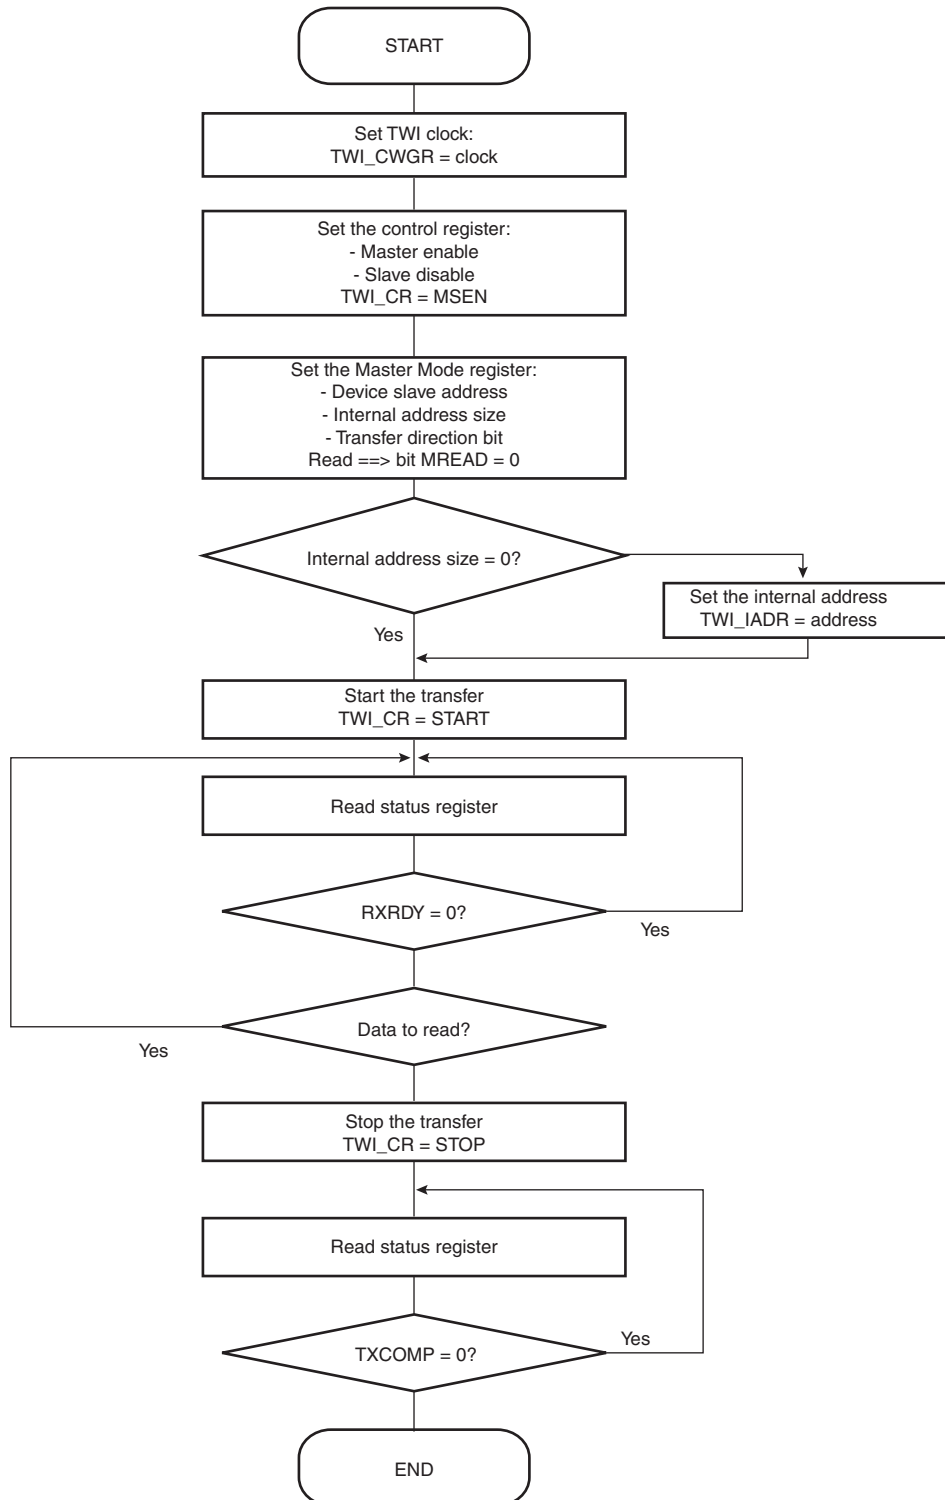 START
Set TWI clock:
TWI_CWGR = clock
Set the control register:
- Master enable
- Slave disable
TWI_CR = MSEN
Set the Master Mode register:
- Device slave address
- Internal address size
- Transfer direction bit
Read ==> bit MREAD = 0
Internal address size = 0?
Set the internal address
TWI_IADR = address
Yes
Start the transfer
TWI_CR = START
Read status register
RXRDY = 0?
Yes
Data to read?
Yes
Stop the transfer
TWI_CR = STOP
Read status register
Yes
TXCOMP = 0?
END